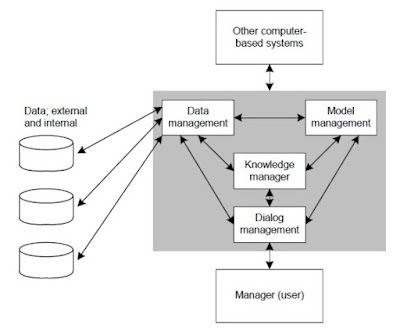 Other computer-
based systems
Data; external
and internal
Data
management
Model
management
Knowledge
manager
Dialog
management
Manager (user)